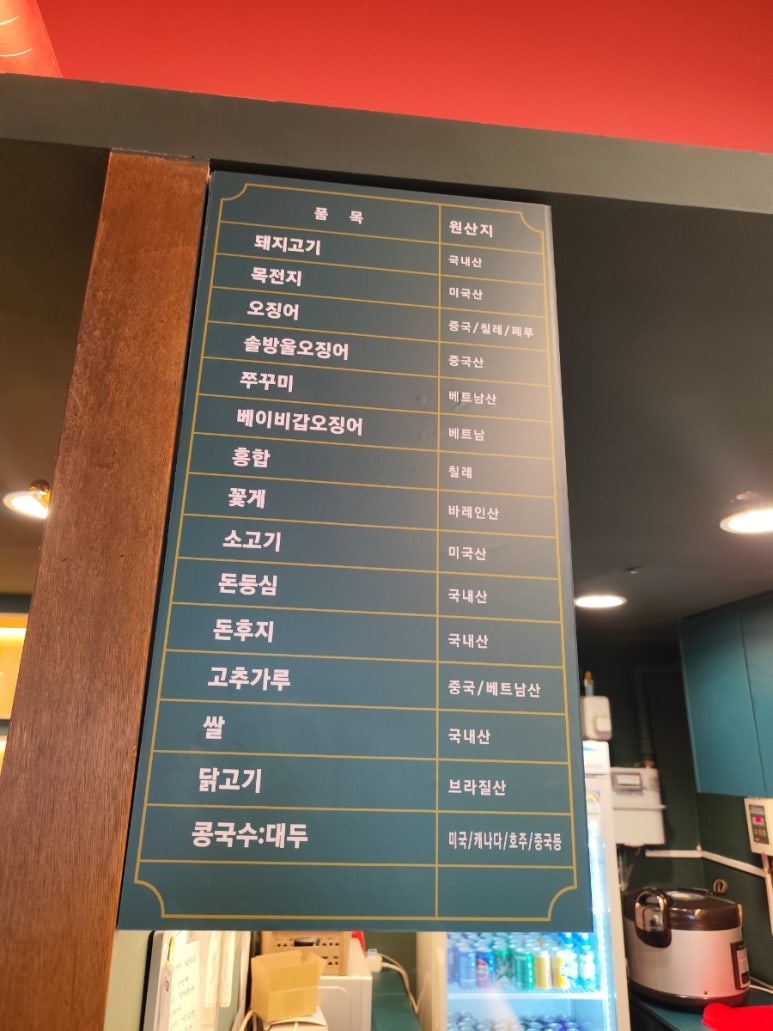 품 목 원산지
돼지고기 국내산
목전지 미국산
오징어 중국/칠레/페루
솔방울오징어 중국산
쭈꾸미 베트남산
베이비갑오징어 베트남
홍합 칠레
꽃게 바레인산
소고기 미국산
돈등심 국내산
돈후지 국내산
고추가루 중국/베트남산
쌀 국내산
닭고기 브라질산
콩국수:대두 미국/캐나다/호주/중국등